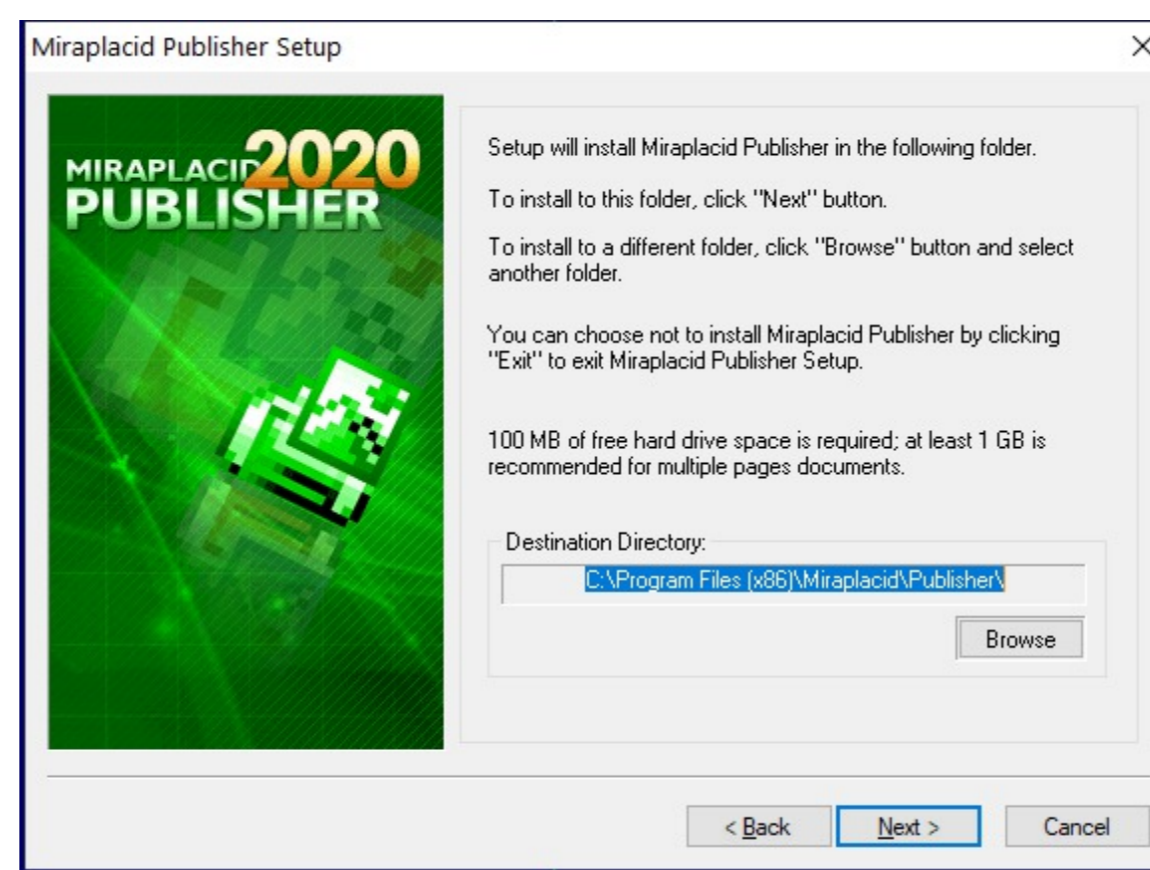 Miraplacid Publisher Setup
MIRAPLACID 2020
PUBLISHER
Setup will install Miraplacid Publisher in the following folder.
To install to this folder, click "Next" button.
To install to a different folder, click "Browse" button and select
another folder.
You can choose not to install Miraplacid Publisher by clicking
"Exit" to exit Miraplacid Publisher Setup.
100 MB of free hard drive space is required; at least 1 GB is
recommended for multiple pages documents.
Destination Directory:
C:\Program Files (x86)\Miraplacid\Publisher\
Browse
< Back Next > Cancel